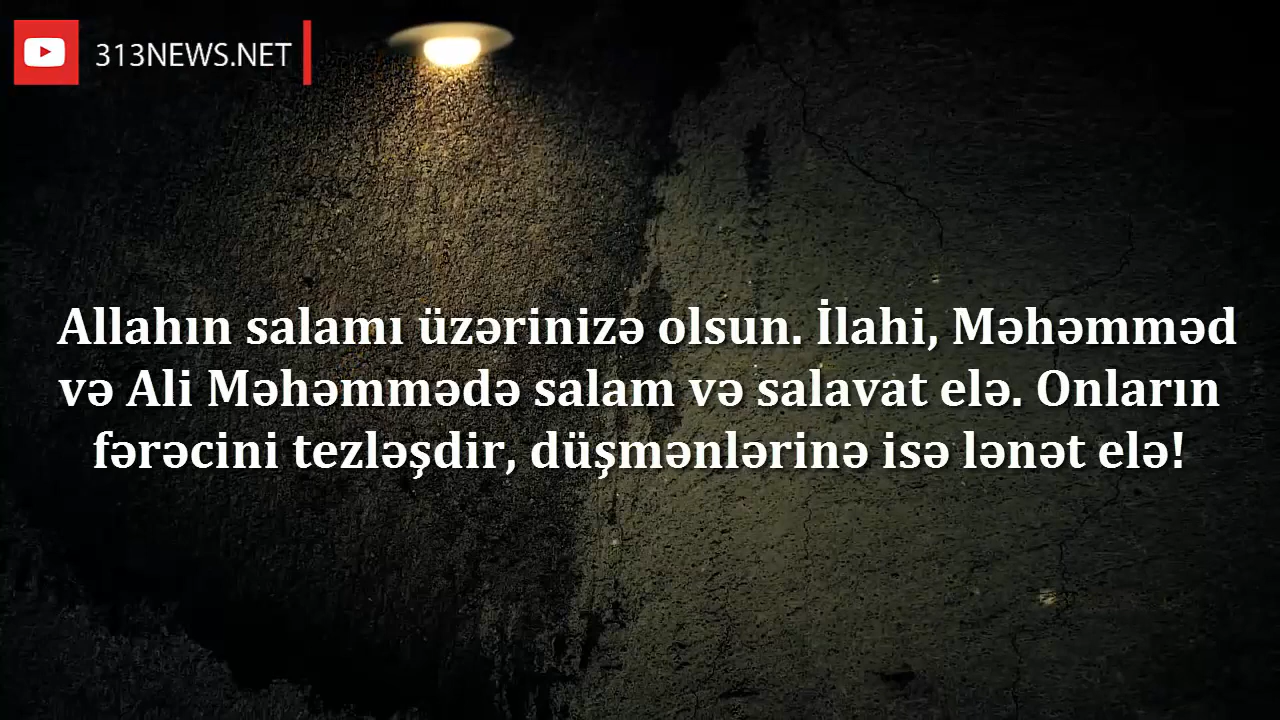 313NEWS.NET
Allahın salamı üzərinizə olsun. İlahi, Məhəmməd
və Ali Məhəmmədə salam və salavat elə. Onların
fərəcini tezləşdir, düşmənlərinə isə lənət elə!